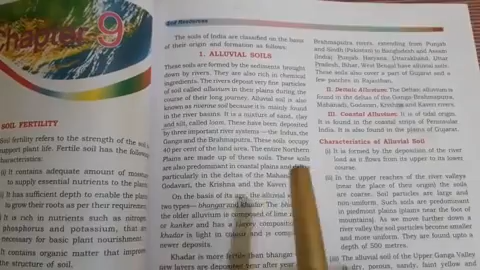 Chapter 9
SOIL FERTILITY
Soil fertility refers to the strength of the soil
support plant life. Fertile soil has the following
characteristics:
(i) It contains adequate amount of moisture
to supply essential nutrients to the plants.
(ii) It has sufficient depth to enable the plants
to grow their roots as per their requirement.
It is rich in nutrients such as nitrogen
phosphorus and potassium, that are
necessary for basic plant nourishment.
It contains organic matter that improve
the structure of soil.
Soil Resources
The soils of India are classified on the basis
of their origin and formation as follows:
1. ALLUVIAL SOILS
These soils are formed by the sediments brought
down by rivers. They are also rich in chemical
ingredients. The rivers deposit very fine particles
of soil called alluvium in their plains during the
course of their long journey. Alluvial soil is also
known as riverine soil because it is mainly found
in the river basins. It is a mixture of sand, clay
and silt, called loam. These have been deposited
by three important river systems — the Indus, the
Ganga and the Brahmaputra. These soils occupy
40 per cent of the land area. The entire Northern
Plains are made up of three soils. These soils
are also predominant in coastal plains and
particularly in the deltas of the Mahanadi
Godavari, the Krishna and the Kaveri
On the basis of its age, the alluvial
two types—bhangar and khadar. The bhangar
the older alluvium is composed of lime
or kankar and has a clayey composition
Khadar is light in colour and is composed
newer deposits.
Khadar is more fertile than bhangar
new layers are deposited year after year
Brahmaputra rivers, extending from Punjab
and Sindh (Pakistan) to Bangladesh and Assam
(India) Punjab, Haryana, Uttarakhand, Uttar
Pradesh, Bihar, West Bengal have alluvial soils.
These soils also cover a part of Gujarat and a
few patches in Rajasthan.
II. Deltaic Alluvium: The Deltaic alluvium is
found in the deltas of the Ganga-Brahmaputra,
Mahanadi, Godavari, Krishna and Kaveri rivers.
III. Coastal Alluvium: It is of tidal origin.
It is found in the coastal strips of Peninsular
India. It is also found in the plains of Gujarat.
Characteristics of Alluvial Soil
(i) It is formed by the deposition of the river
load as it flows from its upper to its lower
course.
(ii) In the upper reaches of the river valleys
(near the place of their origin) the soils
are coarse. Soil particles are large and
non-uniform. Such soils are predominant
in piedmont plains (plains near the foot of
mountains). As we move further down a
river valley the soil particles become smaller
and more uniform. They are found upto a
depth of 500 metres.
(iii) The alluvial soil of the Upper Ganga Valley
is dry, porous, sandy, faint yellow and